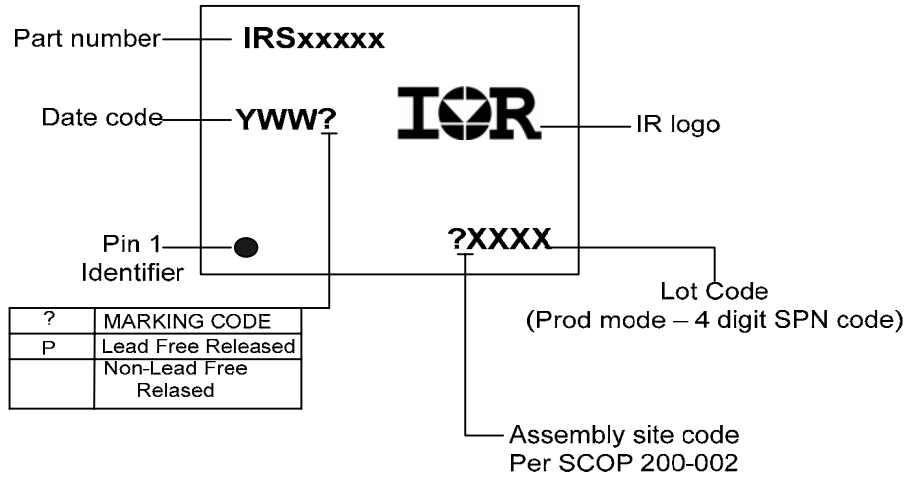 Part number
IRSxxxxx
Date code
YWW?
IOR
IR logo
Pin 1
Identifier
?XXXX
Lot Code
(Prod mode – 4 digit SPN code)
? MARKING CODE
P Lead Free Released
Non-Lead Free
Relased
Assembly site code
Per SCOP 200-002